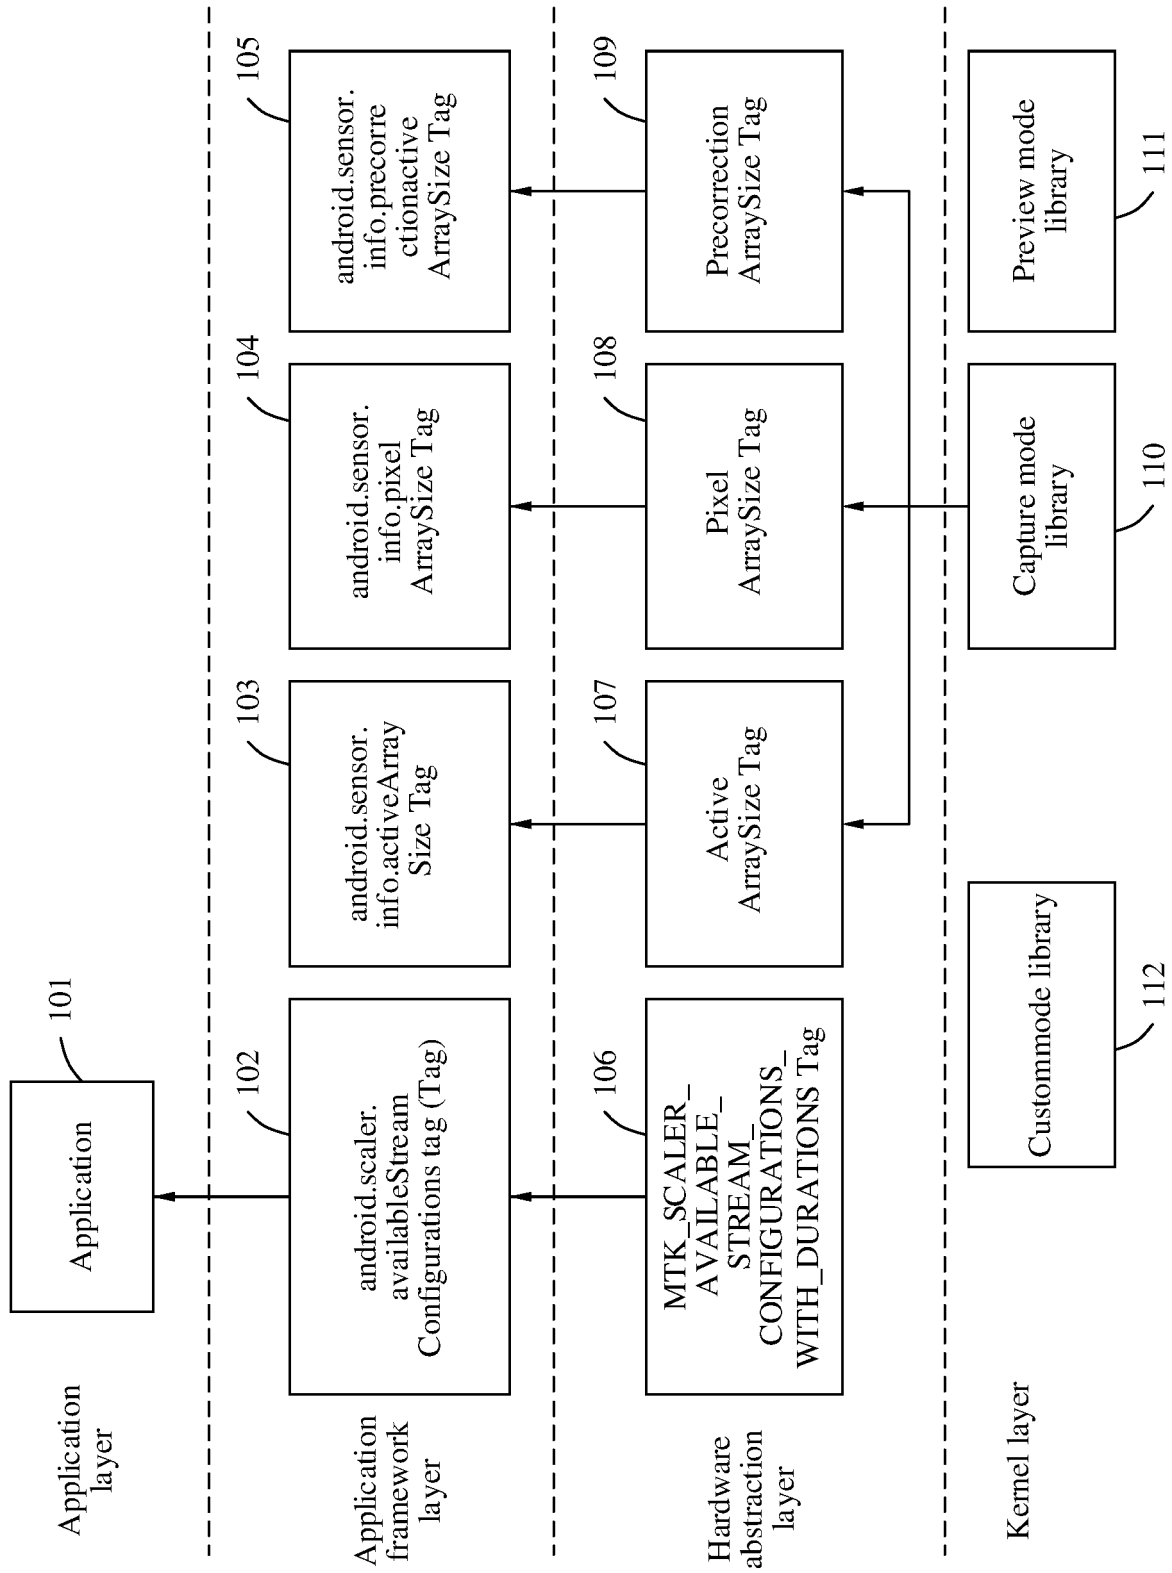 Application
layer
Application
101
Application
framework
layer
android.scaler.
availableStream
Configurations tag (Tag)
102
android.sensor.
info.activeArray
Size Tag
103
android.sensor.
info.pixel
ArraySize Tag
104
android.sensor.
info.precorre
ctionactive
ArraySize Tag
105
Hardware
abstraction
layer
MTK_SCALER_
AVAILABLE_
STREAM_
CONFIGURATIONS_
WITH_DURATIONS Tag
106
Active
ArraySize Tag
107
Pixel
ArraySize Tag
108
Precorrection
ArraySize Tag
109
Kernel layer
Custommode library
112
Capture mode
library
110
Preview mode
library
111